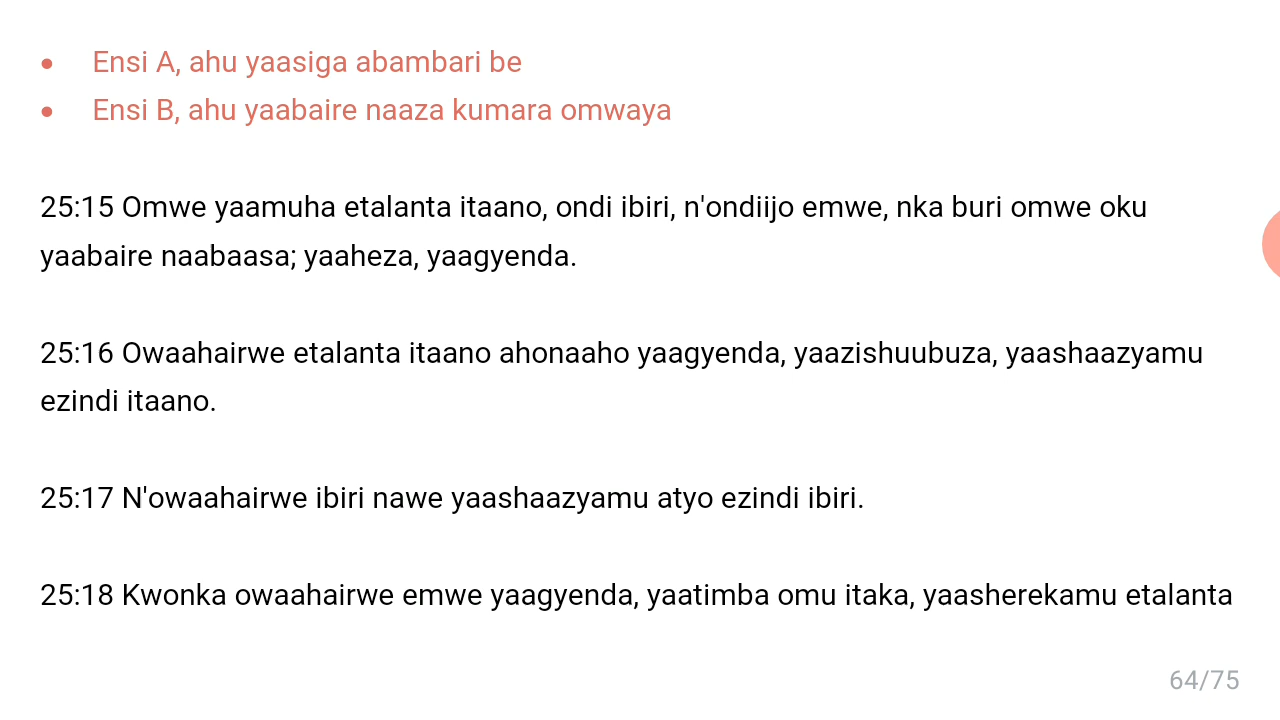 • Ensi A, ahu yaasiga abambari be
• Ensi B, ahu yaabaire naaza kumara omwaya
25:15 Omwe yaamuha etalanta itaano, ondi ibiri, n'ondiijo emwe, nka buri omwe oku
yaabaire naabaasa; yaaheza, yaagyenda.
25:16 Owaahairwe etalanta itaano ahonaaho yaagyenda, yaazishuubuza, yaashaazyamu
ezindi itaano.
25:17 N'owaahairwe ibiri nawe yaashaazyamu atyo ezindi ibiri.
25:18 Kwonka owaahairwe emwe yaagyenda, yaatimba omu itaka, yaasherekamu etalanta
64/75